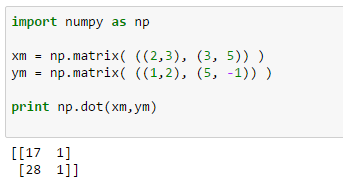 import numpy as np
xm = np.matrix( ((2,3), (3, 5)) )
ym = np.matrix( ((1,2), (5, -1)) )
print np.dot(xm,ym)
[[17  1]
 [28  1]]